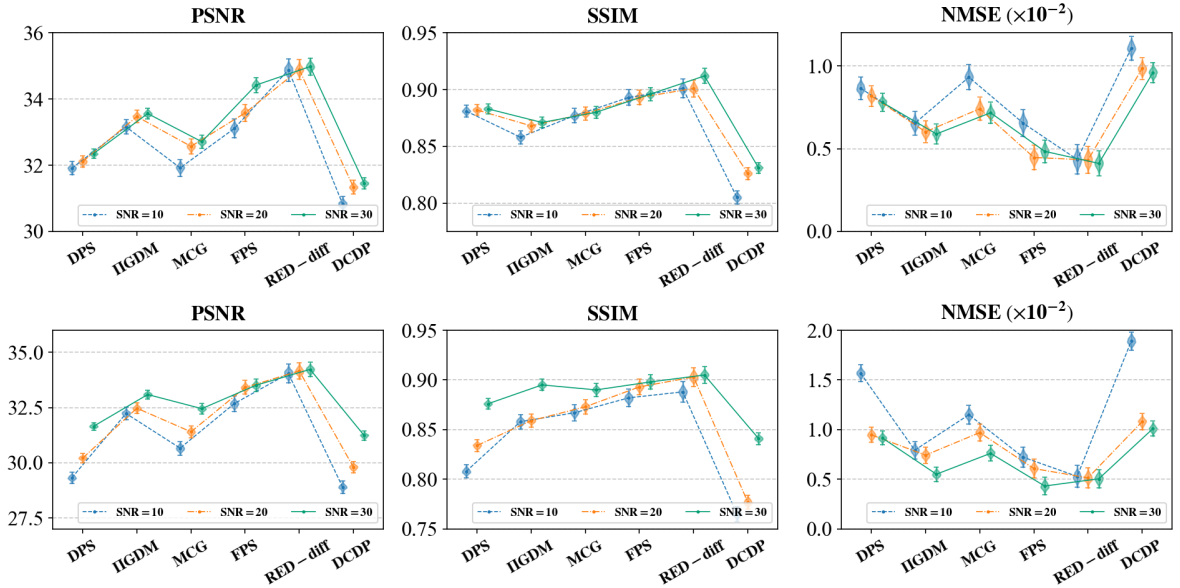 PSNR
36
34
32
30
SNR = 10 SNR = 20 SNR = 30
DPS IIGDM MCG FPS RED − diff DCDP
SSIM
0.95
0.90
0.85
0.80
SNR = 10 SNR = 20 SNR = 30
DPS IIGDM MCG FPS RED − diff DCDP
NMSE (×10⁻²)
1.0
0.5
0.0
SNR = 10 SNR = 20 SNR = 30
DPS IIGDM MCG FPS RED − diff DCDP
PSNR
35.0
32.5
30.0
27.5
SNR = 10 SNR = 20 SNR = 30
DPS IIGDM MCG FPS RED − diff DCDP
SSIM
0.95
0.90
0.85
0.80
0.75
SNR = 10 SNR = 20 SNR = 30
DPS IIGDM MCG FPS RED − diff DCDP
NMSE (×10⁻²)
2.0
1.5
1.0
0.5
0.0
SNR = 10 SNR = 20 SNR = 30
DPS IIGDM MCG FPS RED − diff DCDP